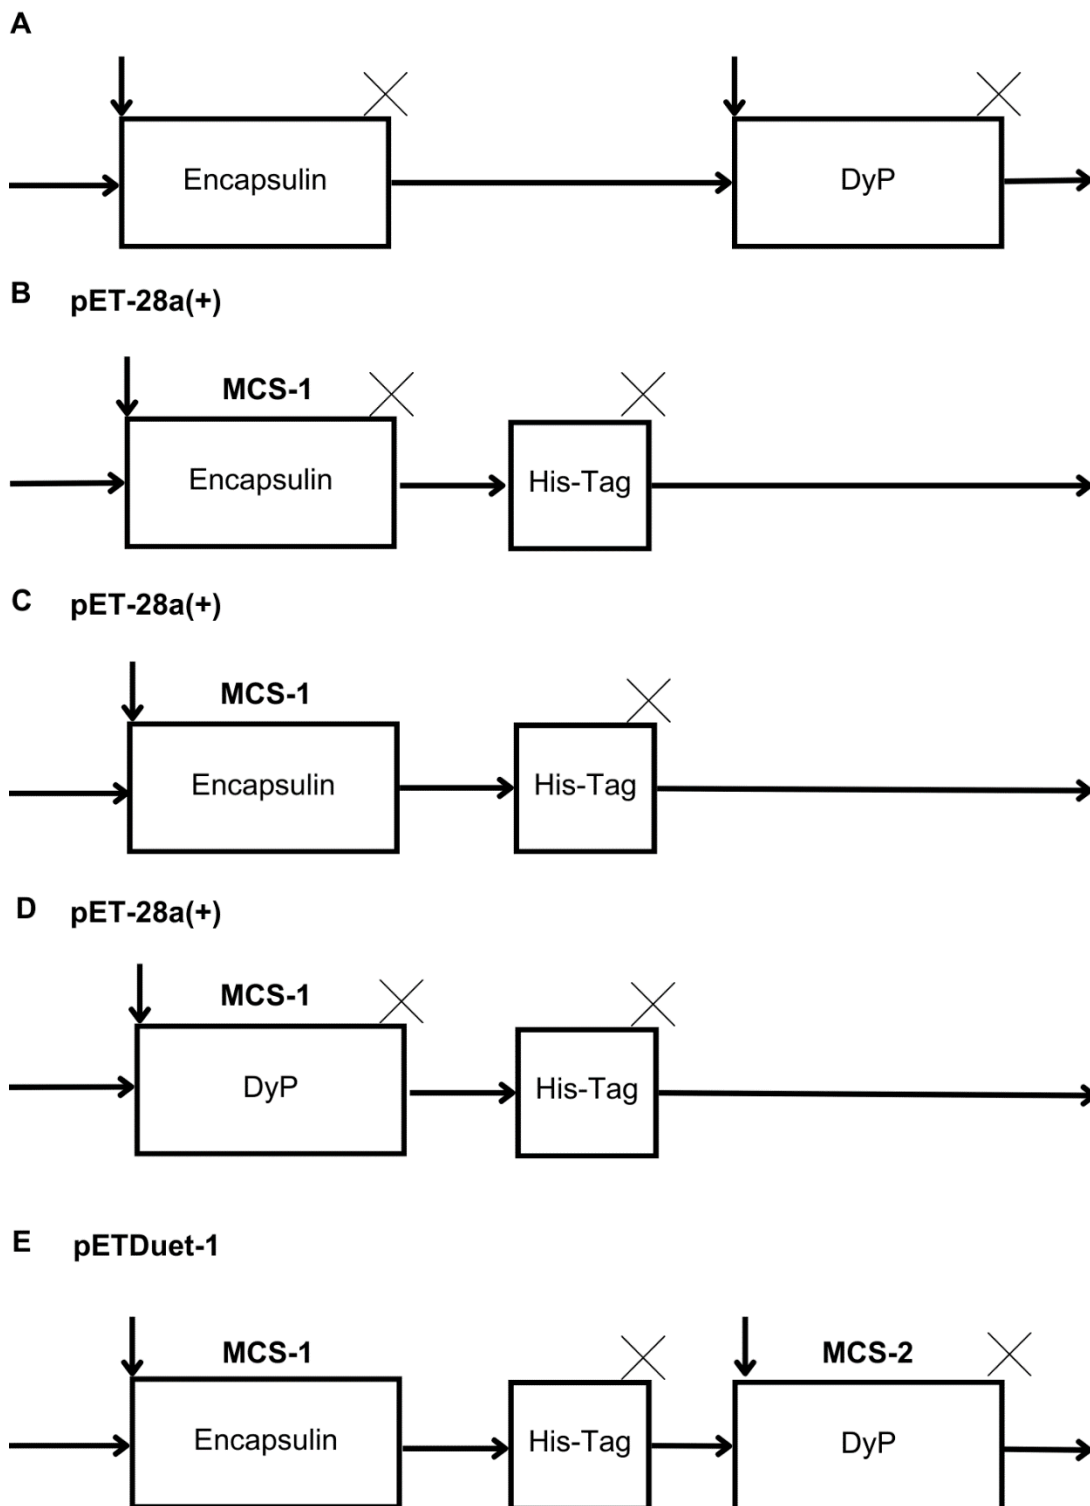 A
Encapsulin DyP
B pET-28a(+)
MCS-1
Encapsulin His-Tag
C pET-28a(+)
MCS-1
Encapsulin His-Tag
D pET-28a(+)
MCS-1
DyP His-Tag
E pETDuet-1
MCS-1 MCS-2
Encapsulin His-Tag DyP